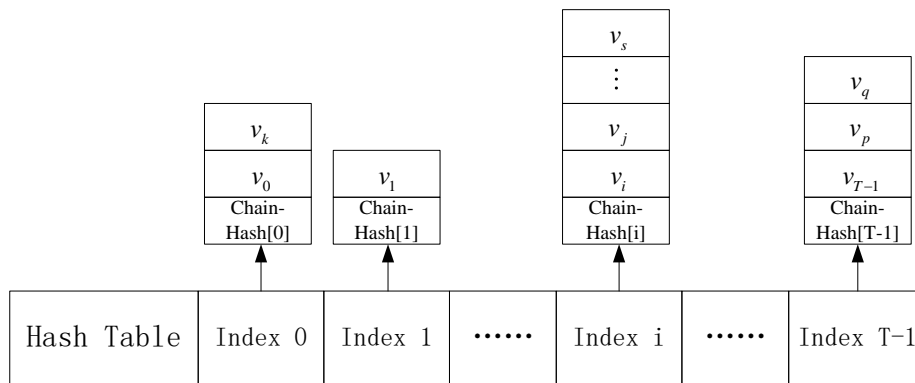 v_s
⋮
v_k v_j v_q
v_0 v_1 v_i v_p
v_{T-1}
Chain-Hash[0]
Chain-Hash[1]
Chain-Hash[i]
Chain-Hash[T-1]
Hash Table Index 0 Index 1 ⋯⋯ Index i ⋯⋯ Index T-1